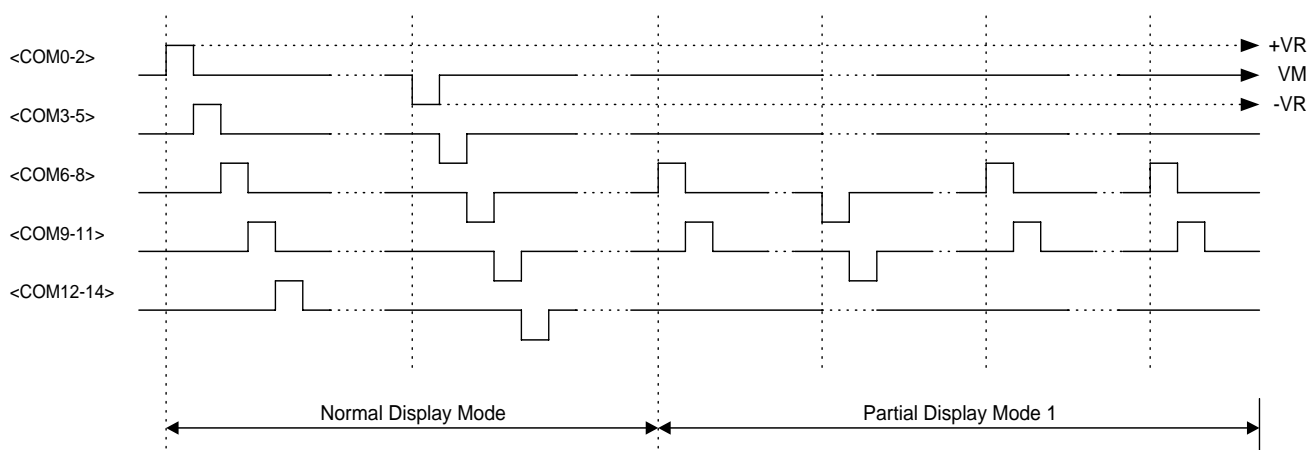 <COM0-2>
+VR
VM
-VR
<COM3-5>
<COM6-8>
<COM9-11>
<COM12-14>
Normal Display Mode
Partial Display Mode 1